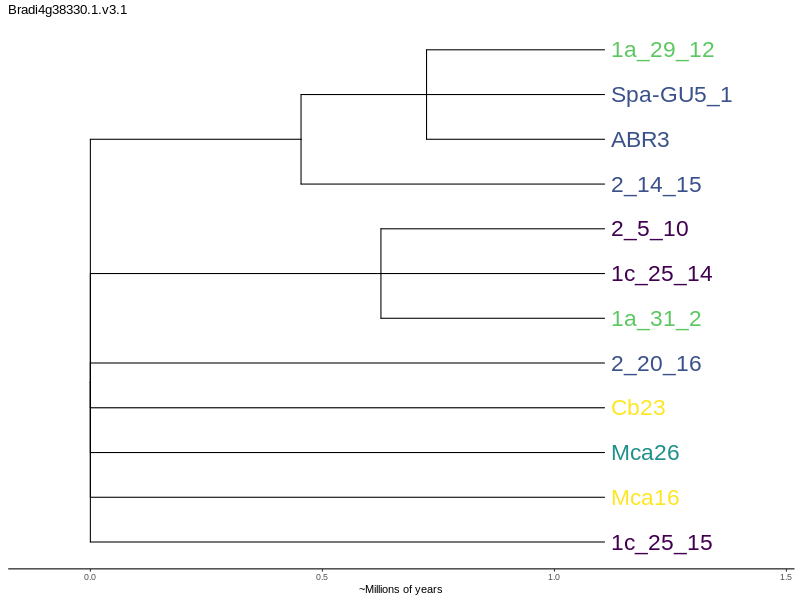 Bradi4g38330.1.v3.1
1a_29_12
Spa-GU5_1
ABR3
2_14_15
2_5_10
1c_25_14
1a_31_2
2_20_16
Cb23
Mca26
Mca16
1c_25_15
0.0 0.5 1.0 1.5
~Millions of years